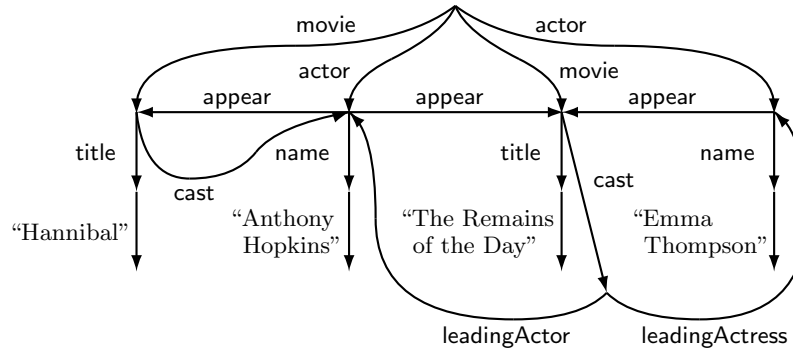 movie
actor
actor
movie
appear
appear
appear
title
name
title
name
cast
cast
“Hannibal”
“Anthony
Hopkins”
“The Remains
of the Day”
“Emma
Thompson”
leadingActor
leadingActress